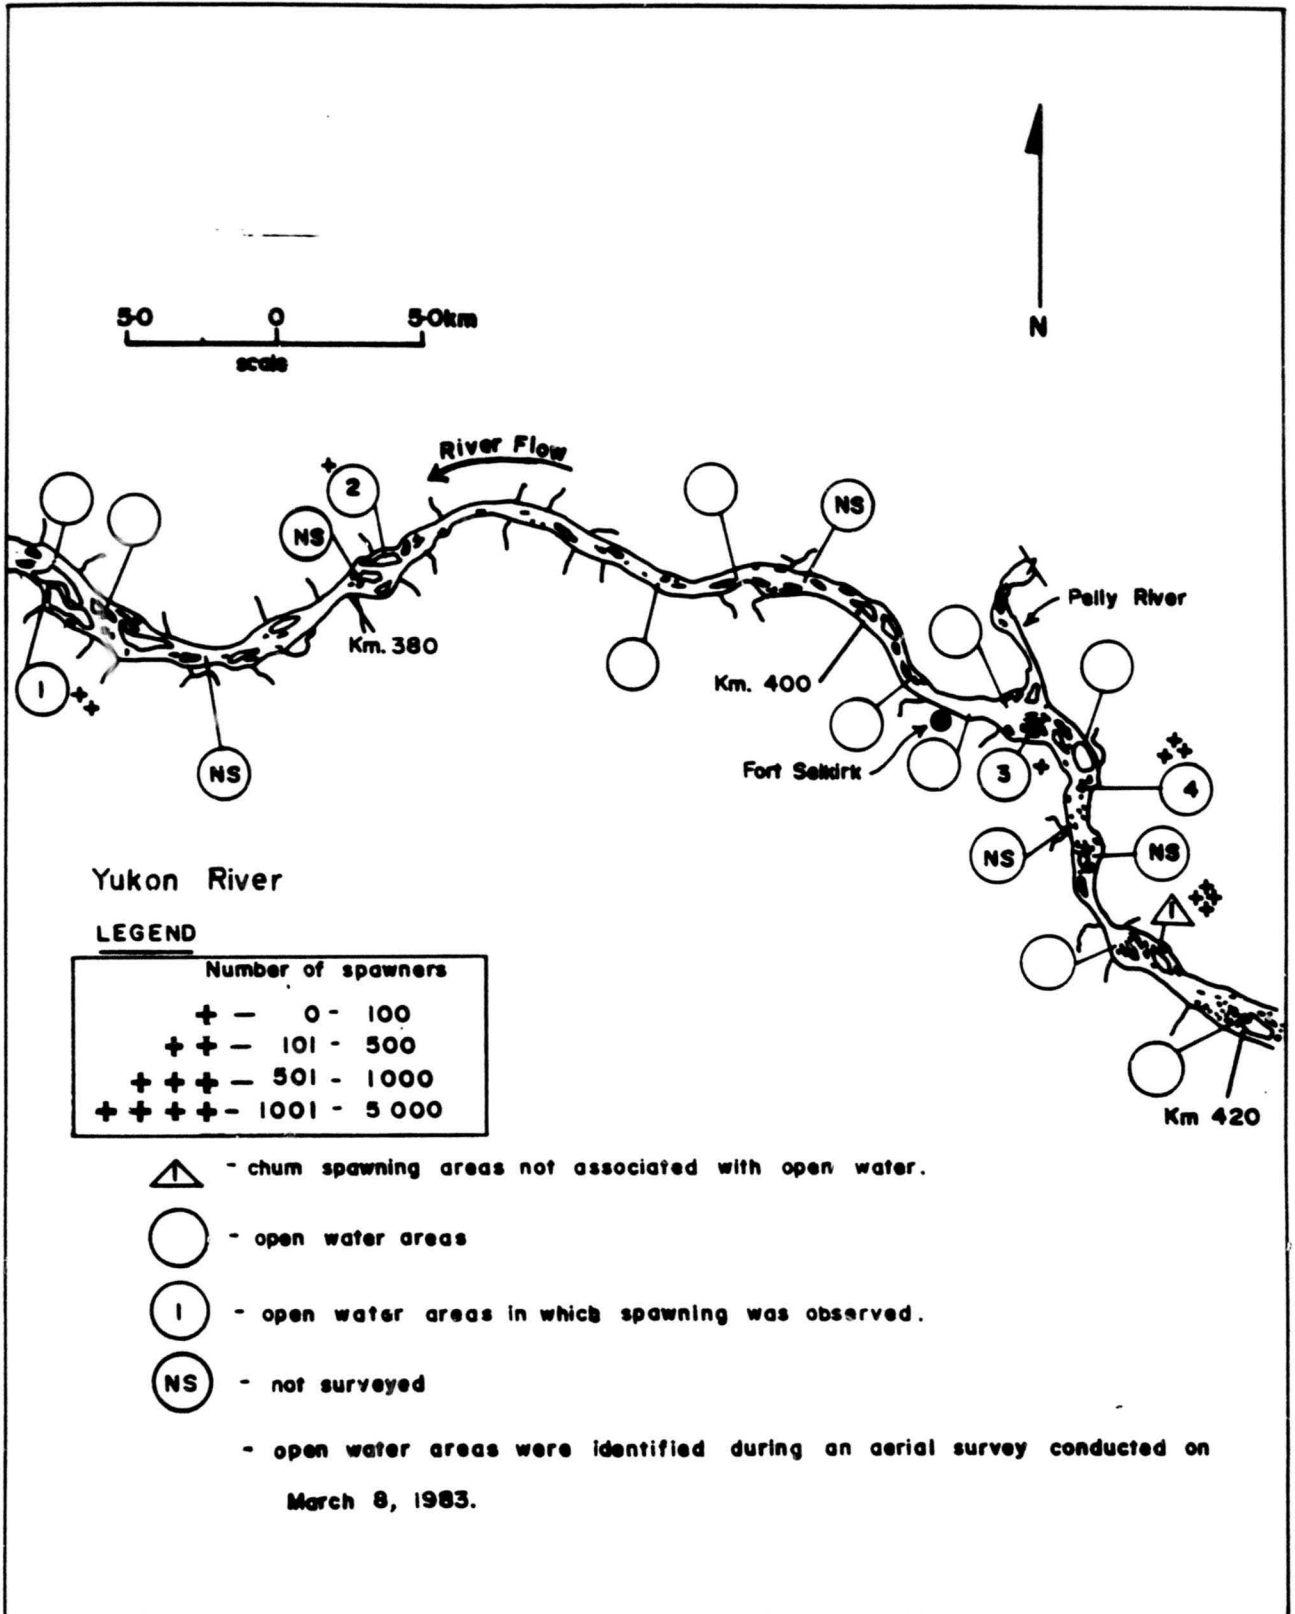 N
5·0 0 5·0km
scale
River Flow
2
NS
NS
Pelly River
Km. 380
1
Km. 400
NS
Fort Selkirk
3
4
NS
NS
Yukon River
1
LEGEND
Number of spawners
+ — 0 - 100
+ + — 101 - 500
+ + + — 501 - 1000
+ + + + - 1001 - 5 000
Km 420
1 - chum spawning areas not associated with open water.
- open water areas
1 - open water areas in which spawning was observed.
NS - not surveyed
- open water areas were identified during an aerial survey conducted on
March 8, 1983.